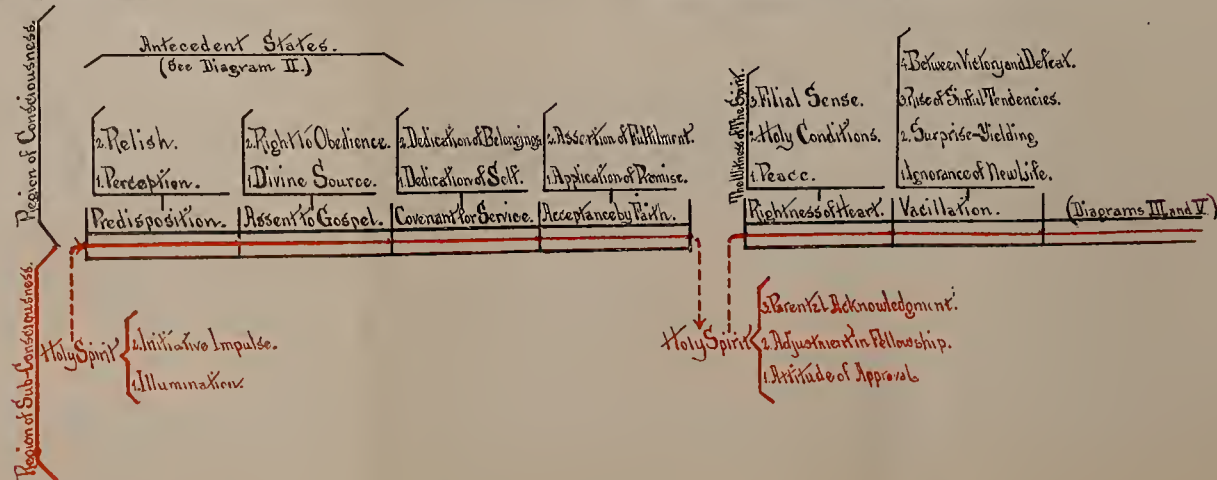 Region of Consciousness.
Antecedent States.
(See Diagram II.)
2. Relish.
1. Perception.
Predisposition.
2. Right to Obedience.
1. Divine Source.
Assent to Gospel.
2. Dedication of Belongings.
1. Dedication of Self.
Covenant for Service.
2. Assertion of Fulfilment.
1. Application of Promise.
Acceptance by Faith.
The Witness of The Spirit.
3. Filial Sense.
2. Holy Conditions.
1. Peace.
Rightness of Heart.
4. Between Victory and Defeat.
3. Rise of Sinful Tendencies.
2. Surprise-Yielding
1. Ignorance of New Life.
Vacillation.
(Diagrams III and V)
Region of Sub-Consciousness.
Holy Spirit
2. Initiative Impulse.
1. Illumination.
Holy Spirit
3. Parental Acknowledgment.
2. Adjustment in Fellowship.
1. Attitude of Approval